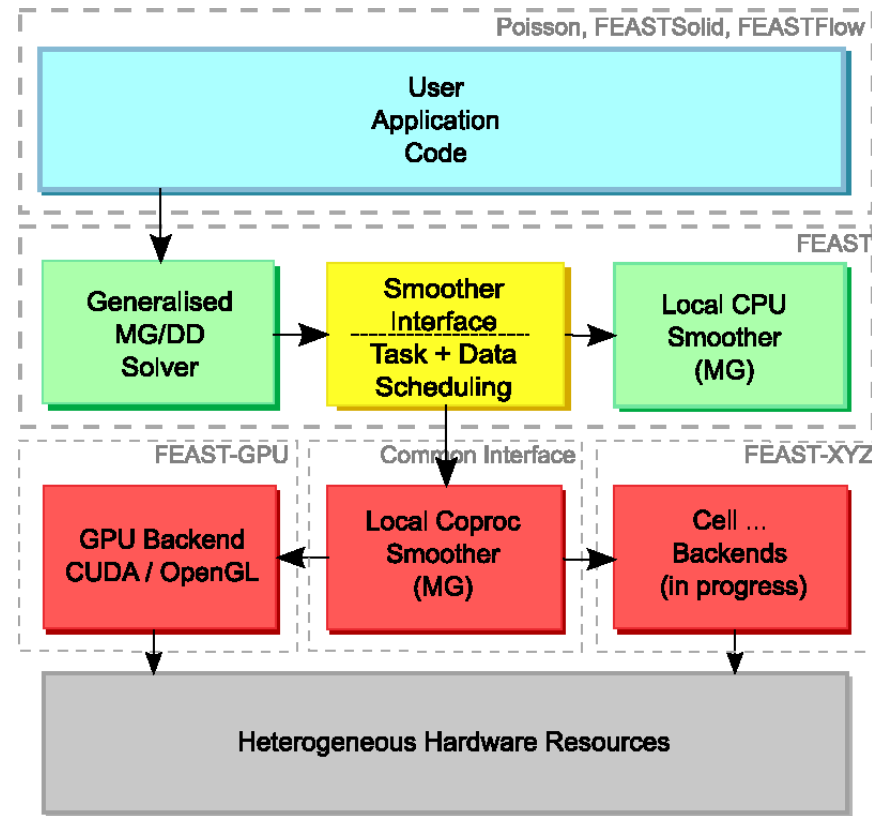 Poisson, FEASTSolid, FEASTFlow
User
Application
Code
FEAST
Generalised
MG/DD
Solver
Smoother
Interface
Task + Data
Scheduling
Local CPU
Smoother
(MG)
FEAST-GPU
GPU Backend
CUDA / OpenGL
Common Interface
Local Coproc
Smoother
(MG)
FEAST-XYZ
Cell ...
Backends
(in progress)
Heterogeneous Hardware Resources